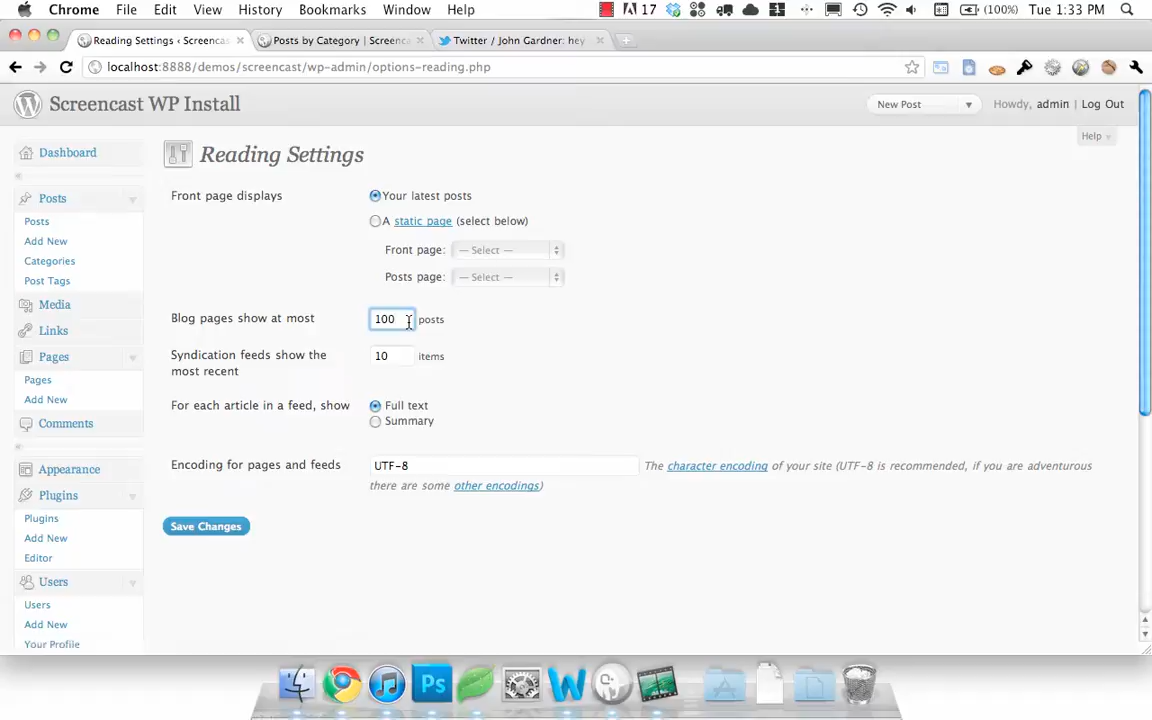 Chrome File Edit View History Bookmarks Window Help 17 (100%) Tue 1:33 PM
Reading Settings ‹ Screencas Posts by Category | Screenca Twitter / John Gardner: hey
localhost:8888/demos/screencast/wp-admin/options-reading.php
Screencast WP Install New Post Howdy, admin | Log Out
Help
Reading Settings
Dashboard
Posts
Posts
Add New
Categories
Post Tags
Media
Links
Pages
Pages
Add New
Comments
Appearance
Plugins
Plugins
Add New
Editor
Users
Users
Add New
Your Profile
Front page displays Your latest posts
A static page (select below)
Front page: — Select —
Posts page: — Select —
Blog pages show at most 100 posts
Syndication feeds show the
most recent 10 items
For each article in a feed, show Full text
Summary
Encoding for pages and feeds UTF-8 The character encoding of your site (UTF-8 is recommended, if you are adventurous
there are some other encodings)
Save Changes
Ps W